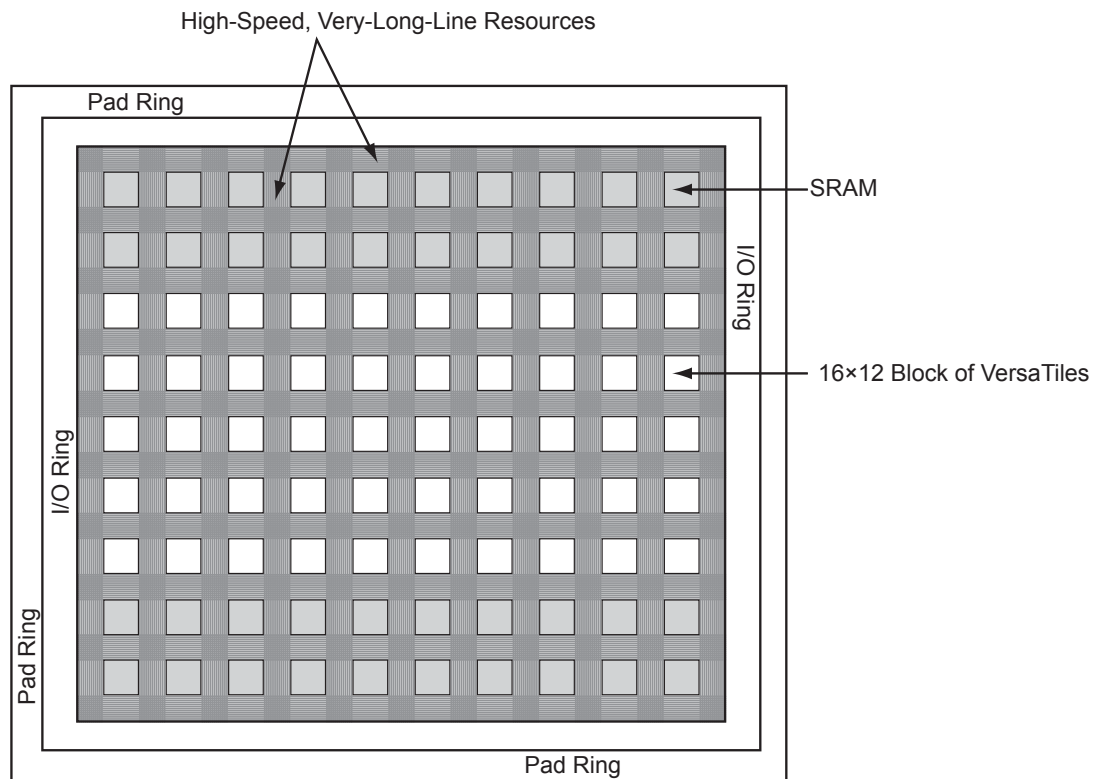 High-Speed, Very-Long-Line Resources
Pad Ring
SRAM
I/O Ring
16×12 Block of VersaTiles
I/O Ring
Pad Ring
Pad Ring